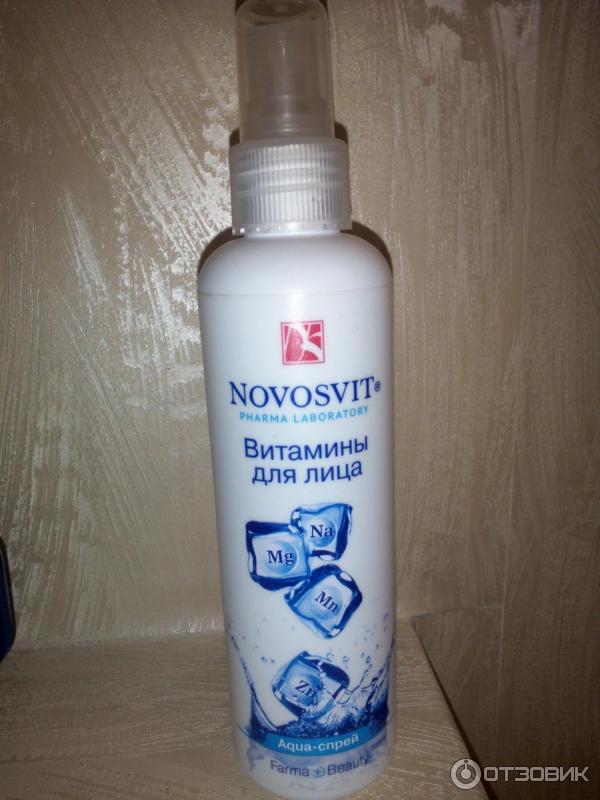 NOVOSVIT®
PHARMA LABORATORY
Витамины
для лица
Na
Mg
Mn
Zn
Aqua-спрей
Farma + Beauty
ОТЗОВИК